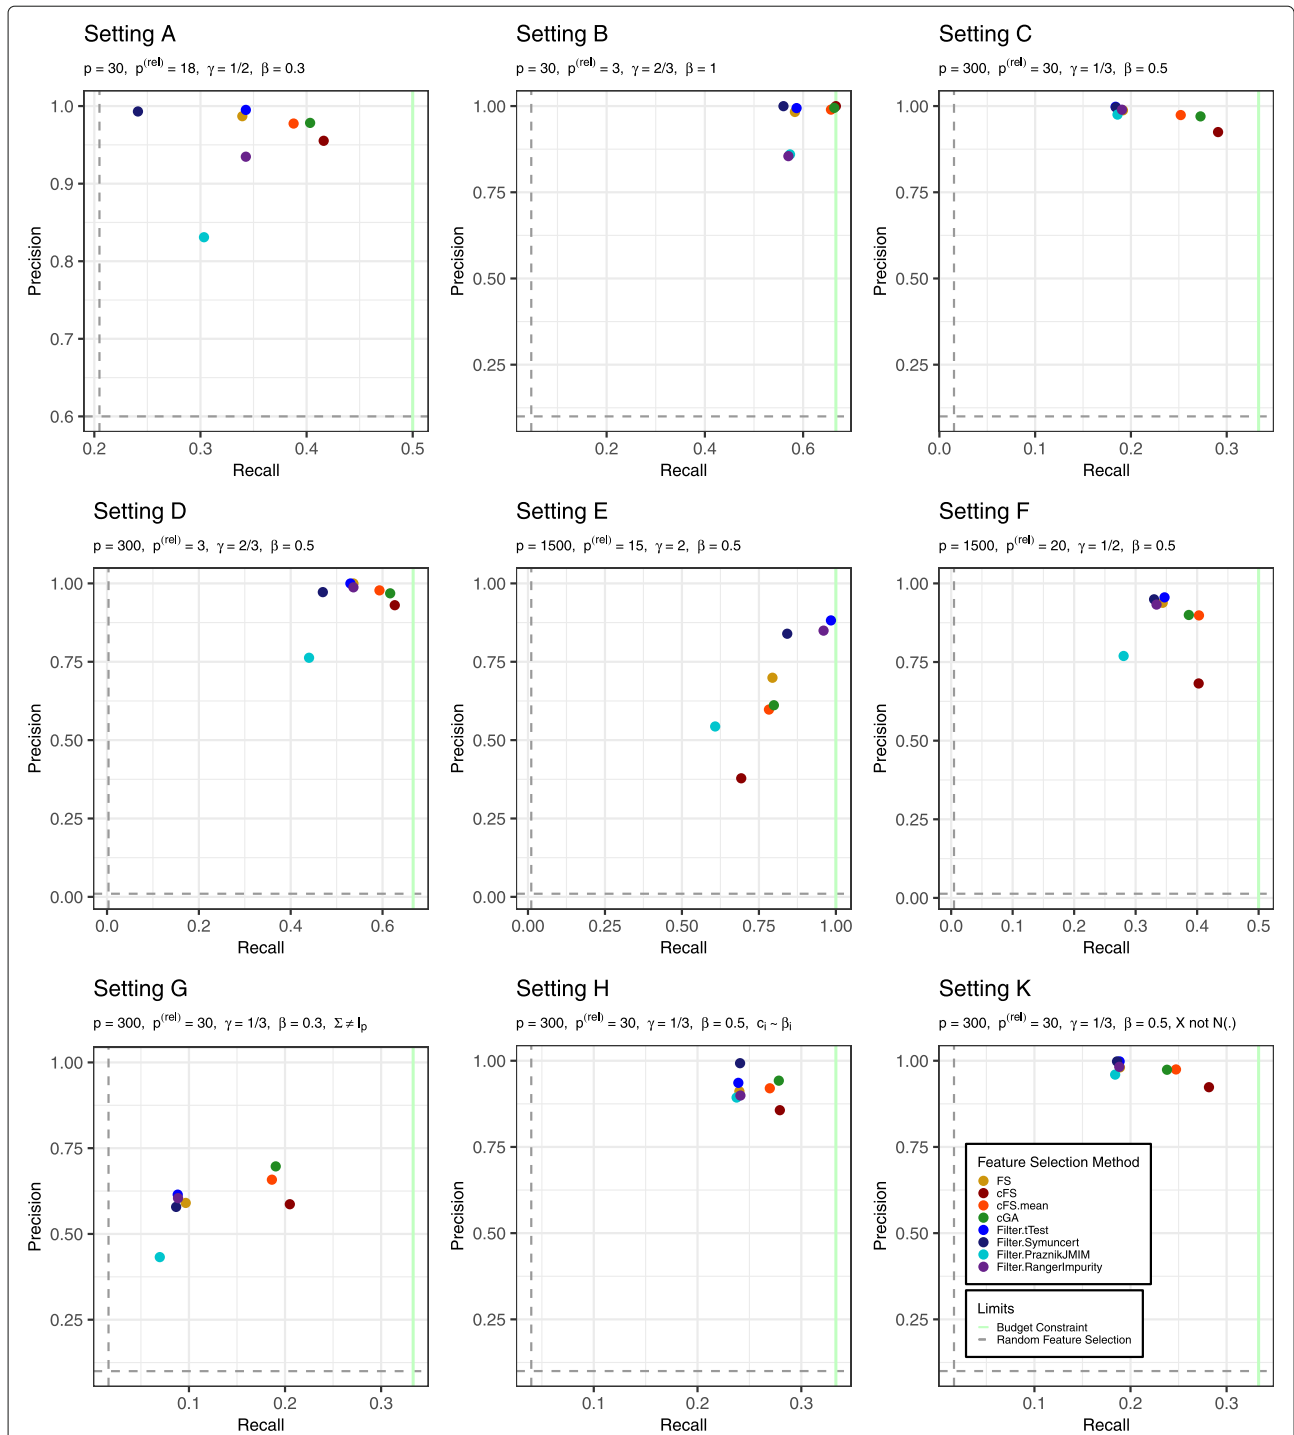 Setting A
p = 30, p(rel) = 18, γ = 1/2, β = 0.3
Precision
1.0
0.9
0.8
0.7
0.6
0.2 0.3 0.4 0.5
Recall
Setting B
p = 30, p(rel) = 3, γ = 2/3, β = 1
Precision
1.00
0.75
0.50
0.25
0.2 0.4 0.6
Recall
Setting C
p = 300, p(rel) = 30, γ = 1/3, β = 0.5
Precision
1.00
0.75
0.50
0.25
0.0 0.1 0.2 0.3
Recall
Setting D
p = 300, p(rel) = 3, γ = 2/3, β = 0.5
Precision
1.00
0.75
0.50
0.25
0.00
0.0 0.2 0.4 0.6
Recall
Setting E
p = 1500, p(rel) = 15, γ = 2, β = 0.5
Precision
1.00
0.75
0.50
0.25
0.00
0.00 0.25 0.50 0.75 1.00
Recall
Setting F
p = 1500, p(rel) = 20, γ = 1/2, β = 0.5
Precision
1.00
0.75
0.50
0.25
0.00
0.0 0.1 0.2 0.3 0.4 0.5
Recall
Setting G
p = 300, p(rel) = 30, γ = 1/3, β = 0.3, Σ ≠ Ip
Precision
1.00
0.75
0.50
0.25
0.1 0.2 0.3
Recall
Setting H
p = 300, p(rel) = 30, γ = 1/3, β = 0.5, ci ~ βi
Precision
1.00
0.75
0.50
0.25
0.1 0.2 0.3
Recall
Setting K
p = 300, p(rel) = 30, γ = 1/3, β = 0.5, X not N(.)
Precision
1.00
0.75
0.50
0.25
0.1 0.2 0.3
Recall
Feature Selection Method
FS
cFS
cFS.mean
cGA
Filter.tTest
Filter.Symuncert
Filter.PraznikJMIM
Filter.RangerImpurity
Limits
Budget Constraint
Random Feature Selection